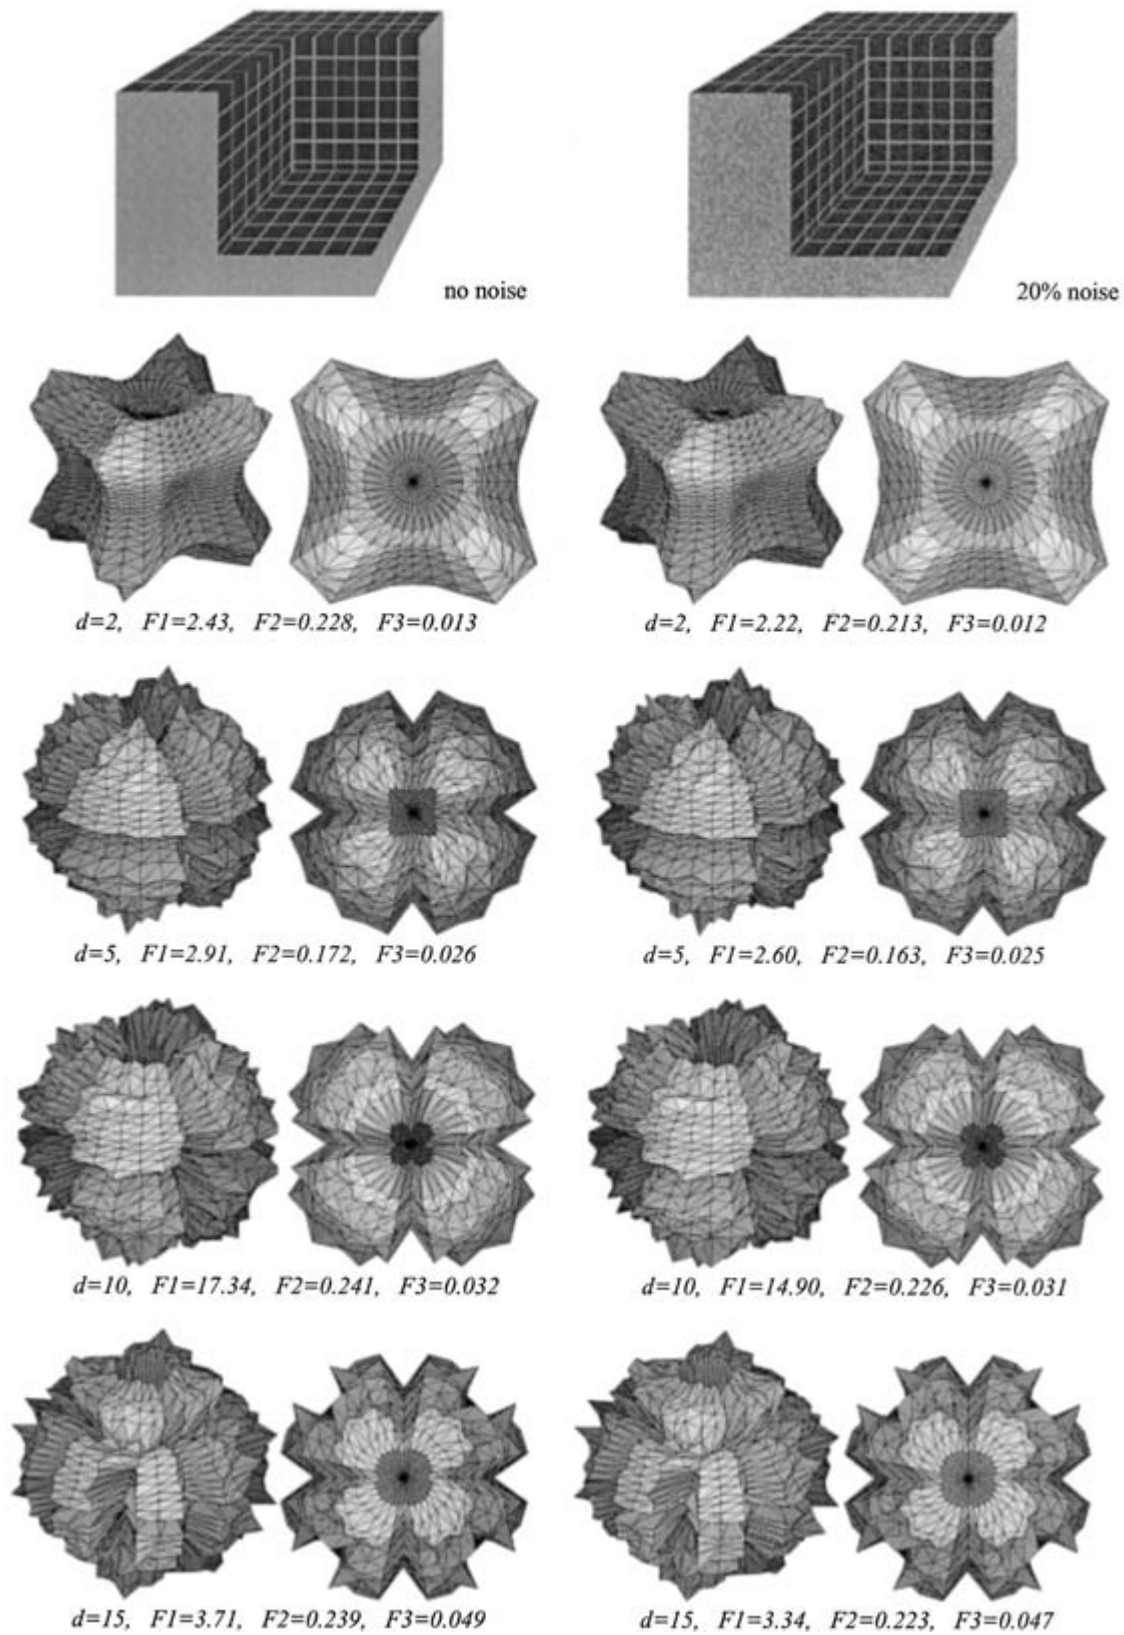 no noise
20% noise
d=2, F1=2.43, F2=0.228, F3=0.013
d=2, F1=2.22, F2=0.213, F3=0.012
d=5, F1=2.91, F2=0.172, F3=0.026
d=5, F1=2.60, F2=0.163, F3=0.025
d=10, F1=17.34, F2=0.241, F3=0.032
d=10, F1=14.90, F2=0.226, F3=0.031
d=15, F1=3.71, F2=0.239, F3=0.049
d=15, F1=3.34, F2=0.223, F3=0.047